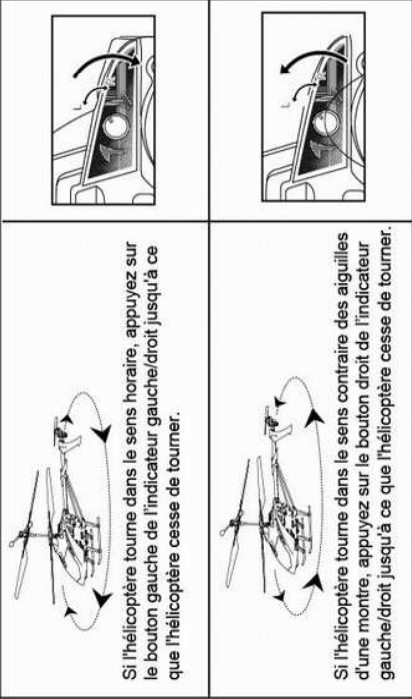 Si l'hélicoptère tourne dans le sens horaire, appuyez sur
le bouton gauche de l'indicateur gauche/droit jusqu'à ce
que l'hélicoptère cesse de tourner.
L
Si l'hélicoptère tourne dans le sens contraire des aiguilles
d'une montre, appuyez sur le bouton droit de l'indicateur
gauche/droit jusqu'à ce que l'hélicoptère cesse de tourner.
L